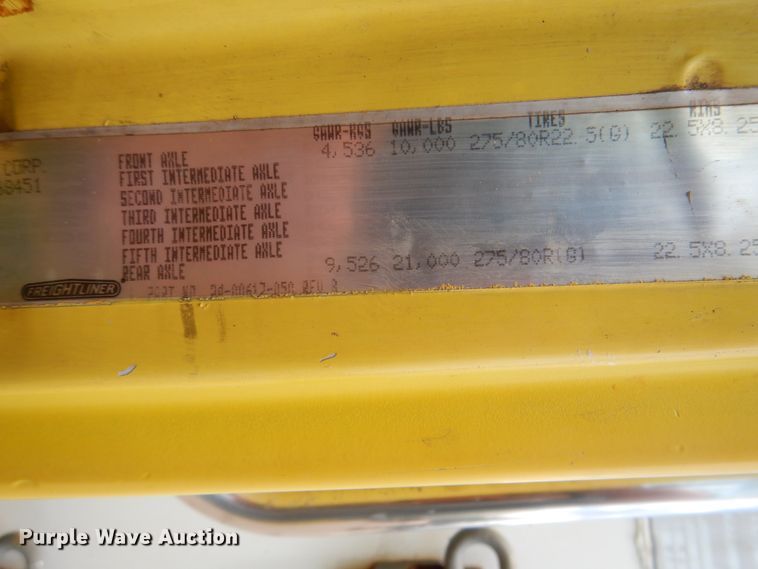 GAWR-KGS GAWR-LBS TIRES RIMS
CORP. FRONT AXLE 4,536 10,000 275/80R22.5(G) 22.5X8.25
FIRST INTERMEDIATE AXLE
SECOND INTERMEDIATE AXLE
THIRD INTERMEDIATE AXLE
FOURTH INTERMEDIATE AXLE
FIFTH INTERMEDIATE AXLE
REAR AXLE 9,526 21,000 275/80R(G) 22.5X8.25
FREIGHTLINER
PART NO.
Purple Wave Auction